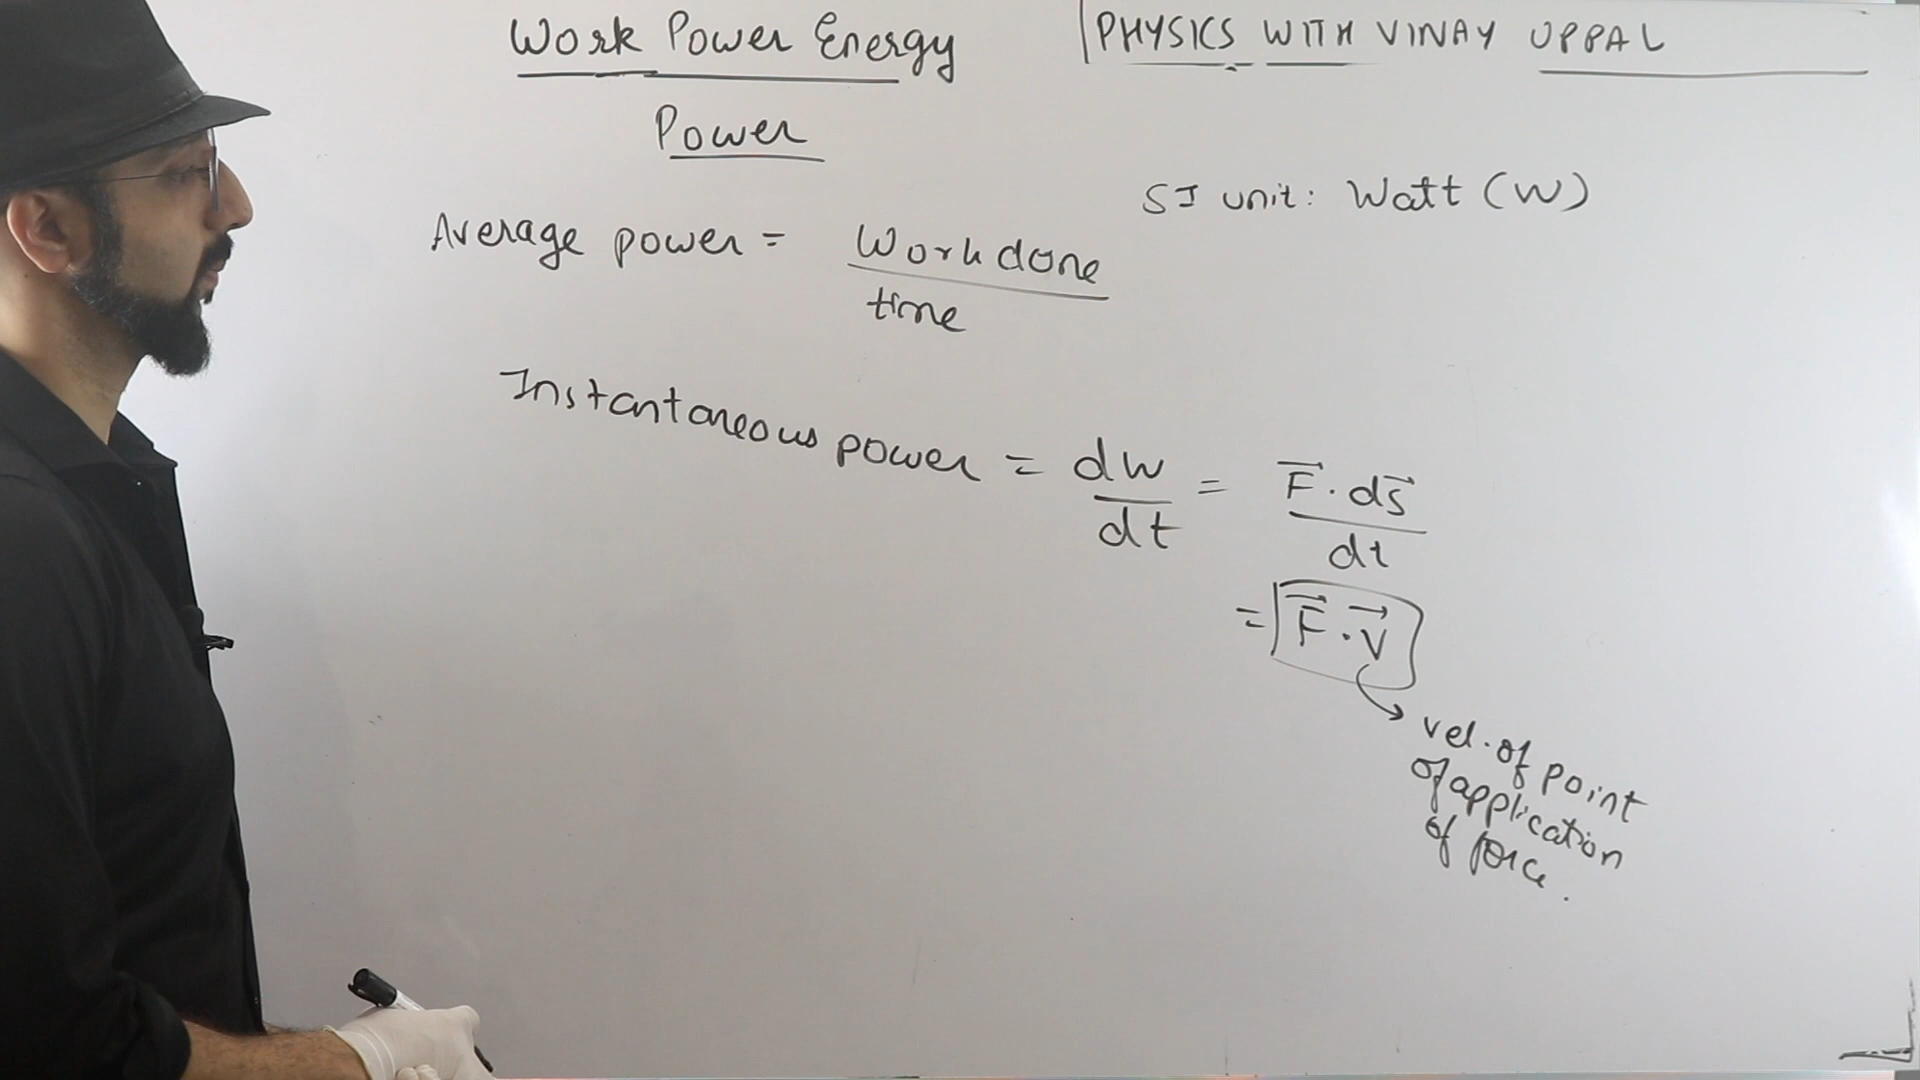 Work Power Energy
PHYSICS WITH VINAY UPPAL
Power
SI unit: Watt (W)
Average power = Work done
time
Instantaneous power = dw = F⃗ . ds⃗
dt dt
= F⃗ . v⃗
vel. of point
of application
of force.